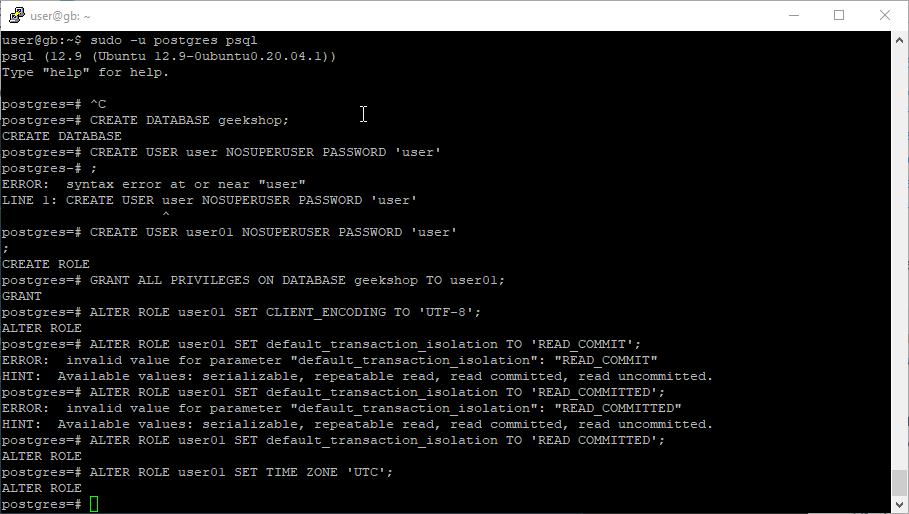 user@gb: ~
user@gb:~$ sudo -u postgres psql
psql (12.9 (Ubuntu 12.9-0ubuntu0.20.04.1))
Type "help" for help.
postgres=# ^C
postgres=# CREATE DATABASE geekshop;
CREATE DATABASE
postgres=# CREATE USER user NOSUPERUSER PASSWORD 'user'
postgres-# ;
ERROR:  syntax error at or near "user"
LINE 1: CREATE USER user NOSUPERUSER PASSWORD 'user'
                    ^
postgres=# CREATE USER user01 NOSUPERUSER PASSWORD 'user'
;
CREATE ROLE
postgres=# GRANT ALL PRIVILEGES ON DATABASE geekshop TO user01;
GRANT
postgres=# ALTER ROLE user01 SET CLIENT_ENCODING TO 'UTF-8';
ALTER ROLE
postgres=# ALTER ROLE user01 SET default_transaction_isolation TO 'READ_COMMIT';
ERROR:  invalid value for parameter "default_transaction_isolation": "READ_COMMIT"
HINT:  Available values: serializable, repeatable read, read committed, read uncommitted.
postgres=# ALTER ROLE user01 SET default_transaction_isolation TO 'READ_COMMITTED';
ERROR:  invalid value for parameter "default_transaction_isolation": "READ_COMMITTED"
HINT:  Available values: serializable, repeatable read, read committed, read uncommitted.
postgres=# ALTER ROLE user01 SET default_transaction_isolation TO 'READ COMMITTED';
ALTER ROLE
postgres=# ALTER ROLE user01 SET TIME ZONE 'UTC';
ALTER ROLE
postgres=#